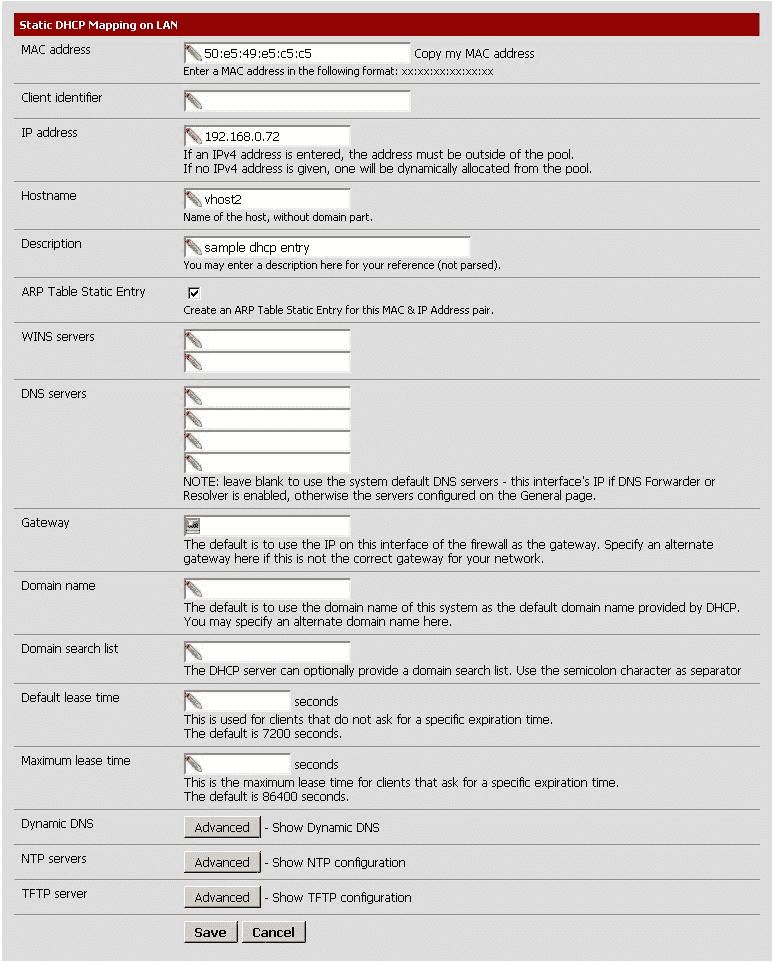 Static DHCP Mapping on LAN
MAC address
50:e5:49:e5:c5:c5 Copy my MAC address
Enter a MAC address in the following format: xx:xx:xx:xx:xx:xx
Client identifier
IP address
192.168.0.72
If an IPv4 address is entered, the address must be outside of the pool.
If no IPv4 address is given, one will be dynamically allocated from the pool.
Hostname
vhost2
Name of the host, without domain part.
Description
sample dhcp entry
You may enter a description here for your reference (not parsed).
ARP Table Static Entry
Create an ARP Table Static Entry for this MAC & IP Address pair.
WINS servers
DNS servers
NOTE: leave blank to use the system default DNS servers - this interface's IP if DNS Forwarder or
Resolver is enabled, otherwise the servers configured on the General page.
Gateway
The default is to use the IP on this interface of the firewall as the gateway. Specify an alternate
gateway here if this is not the correct gateway for your network.
Domain name
The default is to use the domain name of this system as the default domain name provided by DHCP.
You may specify an alternate domain name here.
Domain search list
The DHCP server can optionally provide a domain search list. Use the semicolon character as separator
Default lease time
seconds
This is used for clients that do not ask for a specific expiration time.
The default is 7200 seconds.
Maximum lease time
seconds
This is the maximum lease time for clients that ask for a specific expiration time.
The default is 86400 seconds.
Dynamic DNS
Advanced - Show Dynamic DNS
NTP servers
Advanced - Show NTP configuration
TFTP server
Advanced - Show TFTP configuration
Save Cancel